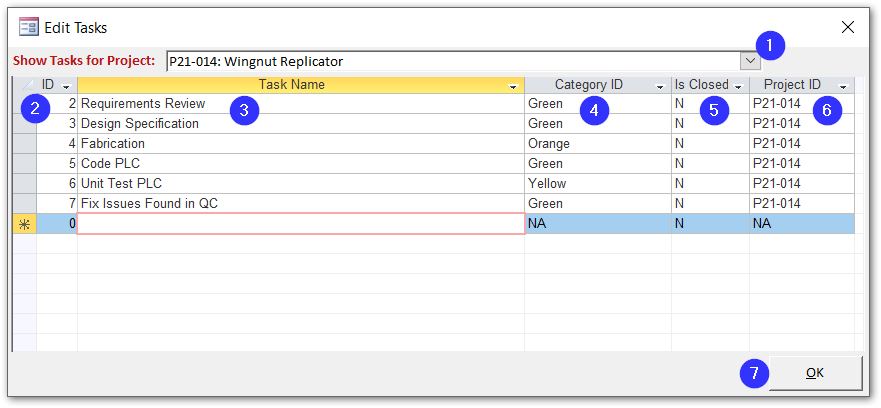 Edit Tasks
1
Show Tasks for Project: P21-014: Wingnut Replicator
ID Task Name Category ID Is Closed Project ID
2 3 4 5 6
2 Requirements Review Green N P21-014
3 Design Specification Green N P21-014
4 Fabrication Orange N P21-014
5 Code PLC Green N P21-014
6 Unit Test PLC Yellow N P21-014
7 Fix Issues Found in QC Green N P21-014
0 NA N NA
7 OK